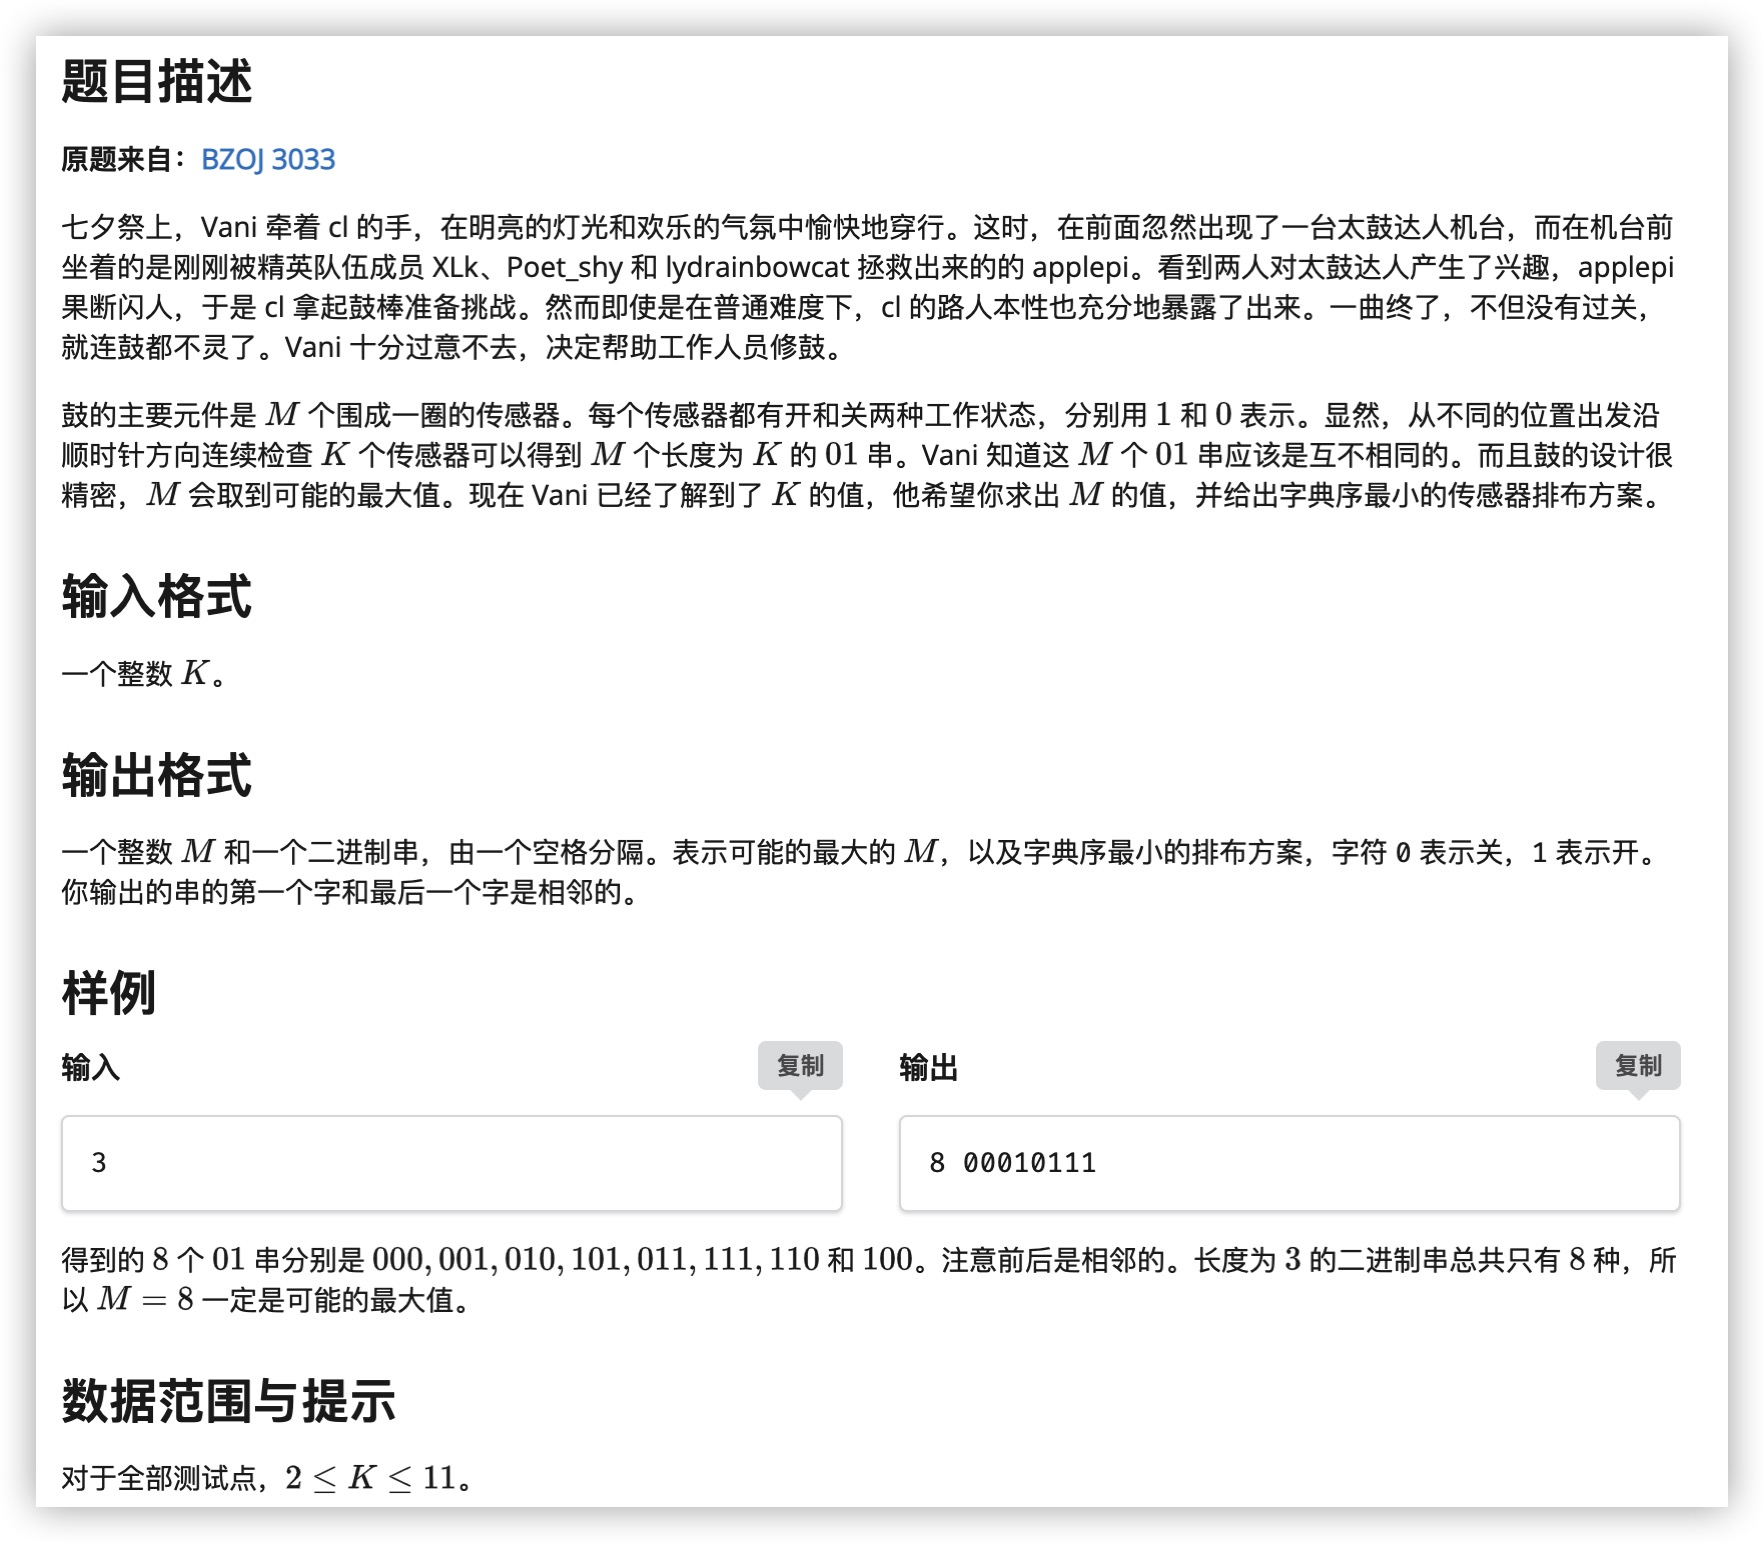 题目描述
原题来自：BZOJ 3033
七夕祭上，Vani 牵着 cl 的手，在明亮的灯光和欢乐的气氛中愉快地穿行。这时，在前面忽然出现了一台太鼓达人机台，而在机台前
坐着的是刚刚被精英队伍成员 XLk、Poet_shy 和 lydrainbowcat 拯救出来的的 applepi。看到两人对太鼓达人产生了兴趣，applepi
果断闪人，于是 cl 拿起鼓棒准备挑战。然而即使是在普通难度下，cl 的路人本性也充分地暴露了出来。一曲终了，不但没有过关，
就连鼓都不灵了。Vani 十分过意不去，决定帮助工作人员修鼓。
鼓的主要元件是 M 个围成一圈的传感器。每个传感器都有开和关两种工作状态，分别用 1 和 0 表示。显然，从不同的位置出发沿
顺时针方向连续检查 K 个传感器可以得到 M 个长度为 K 的 01 串。Vani 知道这 M 个 01 串应该是互不相同的。而且鼓的设计很
精密，M 会取到可能的最大值。现在 Vani 已经了解到了 K 的值，他希望你求出 M 的值，并给出字典序最小的传感器排布方案。
输入格式
一个整数 K。
输出格式
一个整数 M 和一个二进制串，由一个空格分隔。表示可能的最大的 M，以及字典序最小的排布方案，字符 0 表示关，1 表示开。
你输出的串的第一个字和最后一个字是相邻的。
样例
输入 复制 输出 复制
3 8 00010111
得到的 8 个 01 串分别是 000, 001, 010, 101, 011, 111, 110 和 100。注意前后是相邻的。长度为 3 的二进制串总共只有 8 种，所
以 M = 8 一定是可能的最大值。
数据范围与提示
对于全部测试点，2 ≤ K ≤ 11。